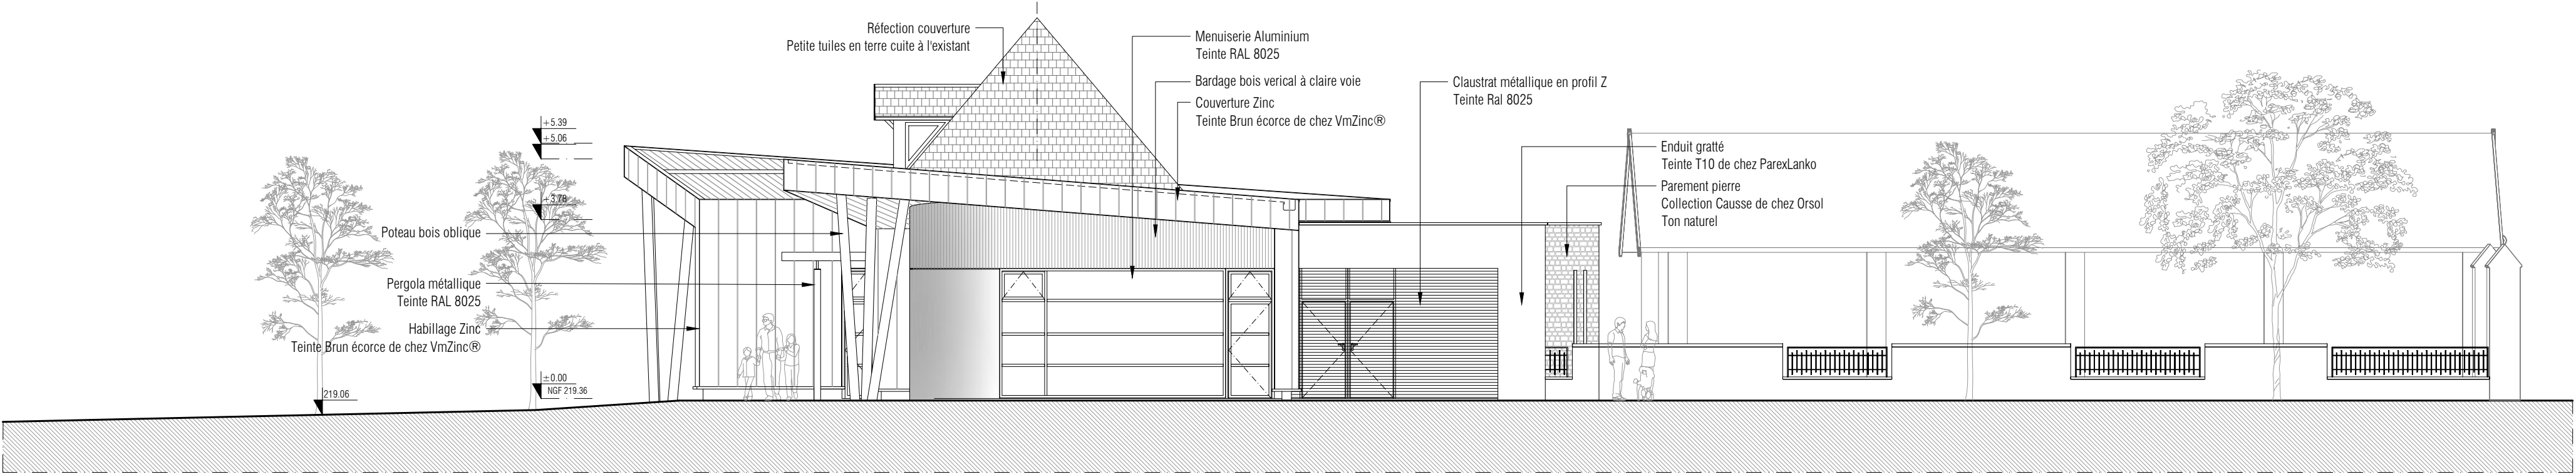 Réfection couverture
Petite tuiles en terre cuite à l'existant
Menuiserie Aluminium
Teinte RAL 8025
Bardage bois verical à claire voie
Couverture Zinc
Teinte Brun écorce de chez VmZinc®
Claustrat métallique en profil Z
Teinte Ral 8025
Enduit gratté
Teinte T10 de chez ParexLanko
Parement pierre
Collection Causse de chez Orsol
Ton naturel
+5.39
+5.06
+3.78
Poteau bois oblique
Pergola métallique
Teinte RAL 8025
Habillage Zinc
Teinte Brun écorce de chez VmZinc®
±0.00
NGF 219.36
219.06